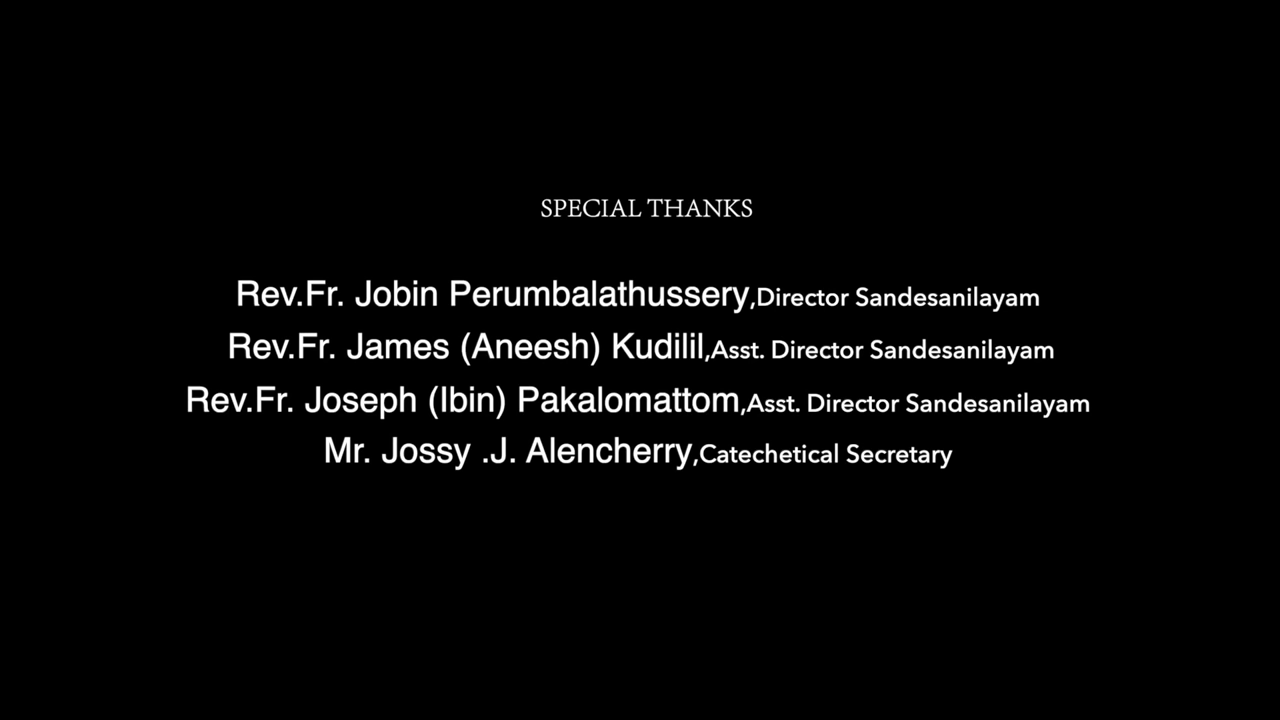 SPECIAL THANKS
Rev.Fr. Jobin Perumbalathussery,Director Sandesanilayam
Rev.Fr. James (Aneesh) Kudilil,Asst. Director Sandesanilayam
Rev.Fr. Joseph (Ibin) Pakalomattom,Asst. Director Sandesanilayam
Mr. Jossy .J. Alencherry,Catechetical Secretary